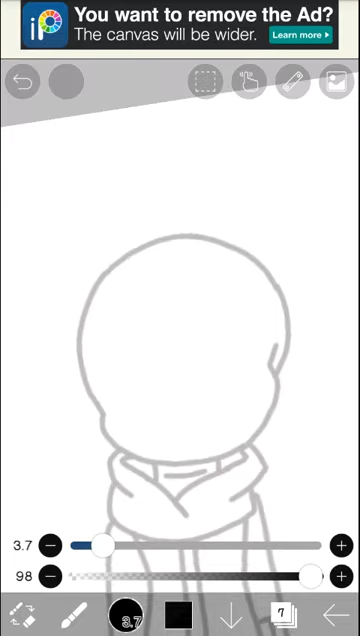 iP
You want to remove the Ad?
The canvas will be wider.
Learn more
3.7
98
3.7
7